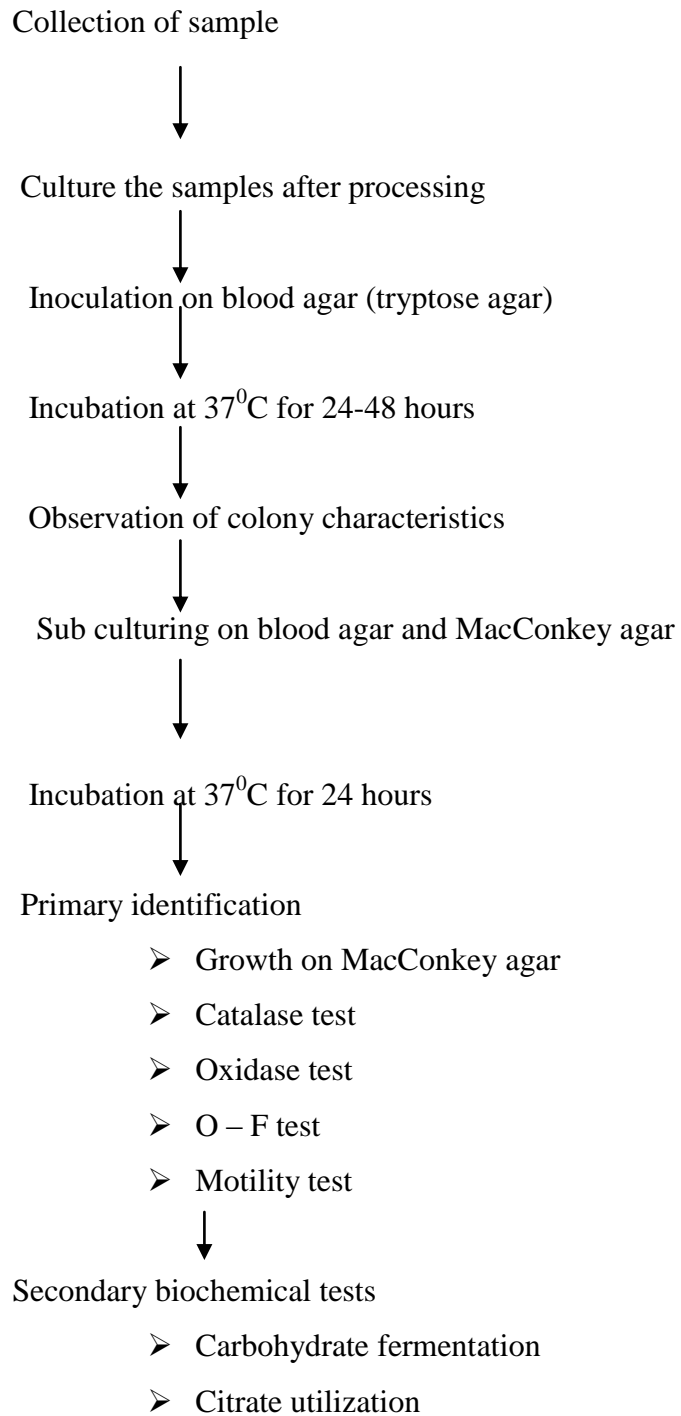 Collection of sample
Culture the samples after processing
Inoculation on blood agar (tryptose agar)
Incubation at 37⁰C for 24-48 hours
Observation of colony characteristics
Sub culturing on blood agar and MacConkey agar
Incubation at 37⁰C for 24 hours
Primary identification
➢ Growth on MacConkey agar
➢ Catalase test
➢ Oxidase test
➢ O – F test
➢ Motility test
Secondary biochemical tests
➢ Carbohydrate fermentation
➢ Citrate utilization